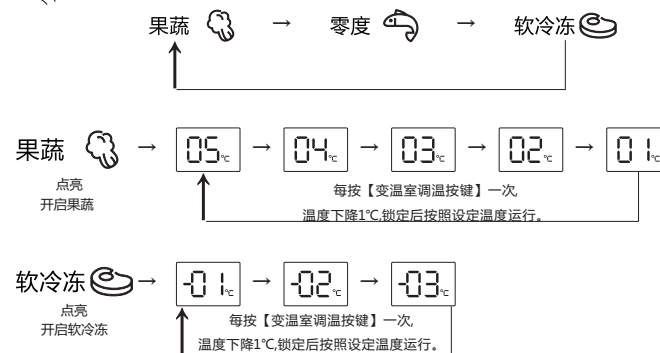 果蔬 → 零度 → 软冷冻
果蔬 → 05℃ → 04℃ → 03℃ → 02℃ → 01℃
点亮
开启果蔬
每按【变温室调温按键】一次,
温度下降1℃,锁定后按照设定温度运行。
软冷冻 → -01℃ → -02℃ → -03℃
点亮
开启软冷冻
每按【变温室调温按键】一次,
温度下降1℃,锁定后按照设定温度运行。